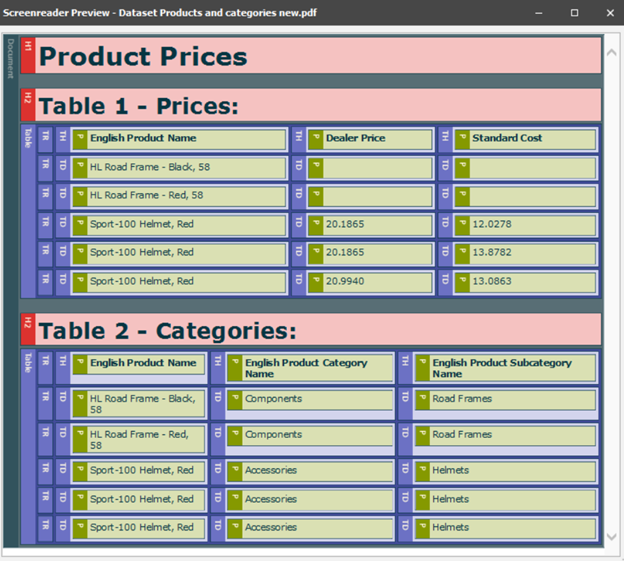 Screenreader Preview - Dataset Products and categories new.pdf
Document
H1 Product Prices
H2 Table 1 - Prices:
Table
TR TH P English Product Name TH P Dealer Price TH P Standard Cost
TR TD P HL Road Frame - Black, 58 TD P TD P
TR TD P HL Road Frame - Red, 58 TD P TD P
TR TD P Sport-100 Helmet, Red TD P 20.1865 TD P 12.0278
TR TD P Sport-100 Helmet, Red TD P 20.1865 TD P 13.8782
TR TD P Sport-100 Helmet, Red TD P 20.9940 TD P 13.0863
H2 Table 2 - Categories:
Table
TR TH P English Product Name TH P English Product Category TH P English Product Subcategory
Name Name
TR TD P HL Road Frame - Black, TD P Components TD P Road Frames
58
TR TD P HL Road Frame - Red, TD P Components TD P Road Frames
58
TR TD P Sport-100 Helmet, Red TD P Accessories TD P Helmets
TR TD P Sport-100 Helmet, Red TD P Accessories TD P Helmets
TR TD P Sport-100 Helmet, Red TD P Accessories TD P Helmets